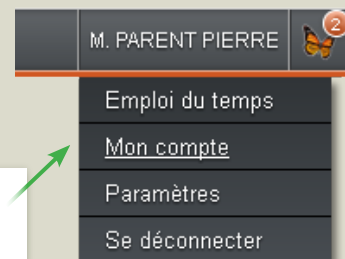 M. PARENT PIERRE 2
Emploi du temps
Mon compte
Paramètres
Se déconnecter